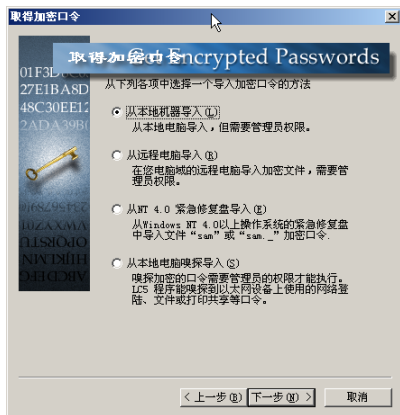 取得加密口令
取得加密口令 Get Encrypted Passwords
从下列各项中选择一个导入加密口令的方法
从本地机器导入(L)
从本地电脑导入，但需要管理员权限。
从远程电脑导入(R)
在您电脑域的远程电脑导入加密文件，需要管
理员权限。
从NT 4.0 紧急修复盘导入(E)
从Windows NT 4.0以上操作系统的紧急修复盘
中导入文件“sam”或“sam._”加密口令.
从本地电脑嗅探导入(S)
嗅探加密的口令需要管理员的权限才能执行。
LC5 程序能嗅探到以太网设备上使用的网络登
陆、文件或打印共享等口令。
01F3D
27E1BA8D
48C30EE12
2ADA39B0
< 上一步(B)
下一步(N) >
取消